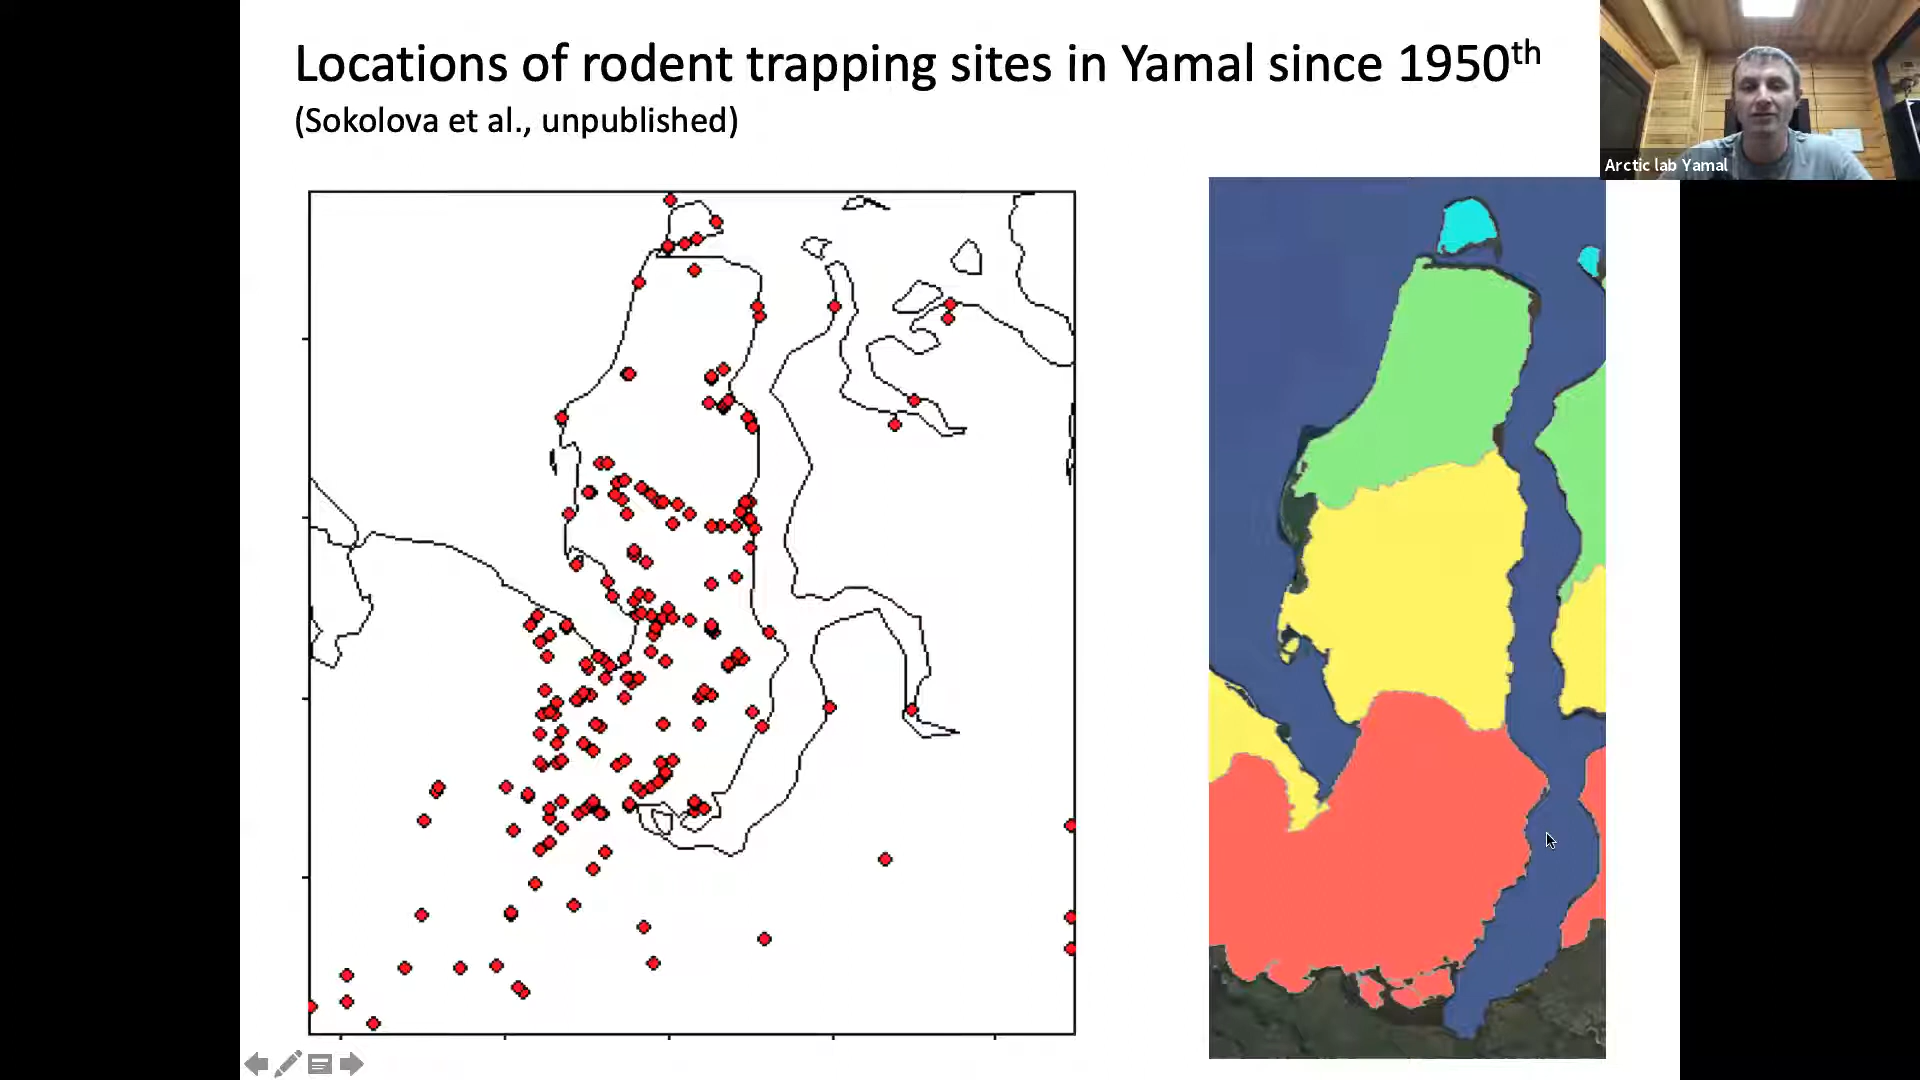 Locations of rodent trapping sites in Yamal since 1950th
(Sokolova et al., unpublished)
Arctic lab Yamal